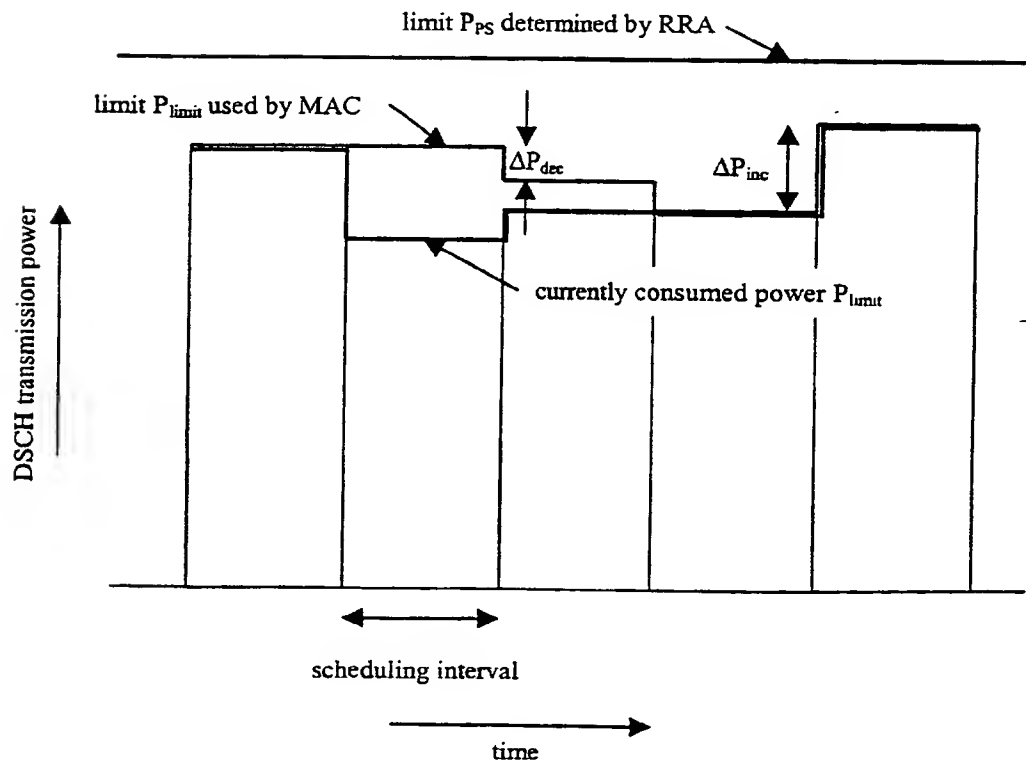 limit P_PS determined by RRA
limit P_limit used by MAC
ΔP_dec
ΔP_inc
DSCH transmission power
currently consumed power P_limit
scheduling interval
time